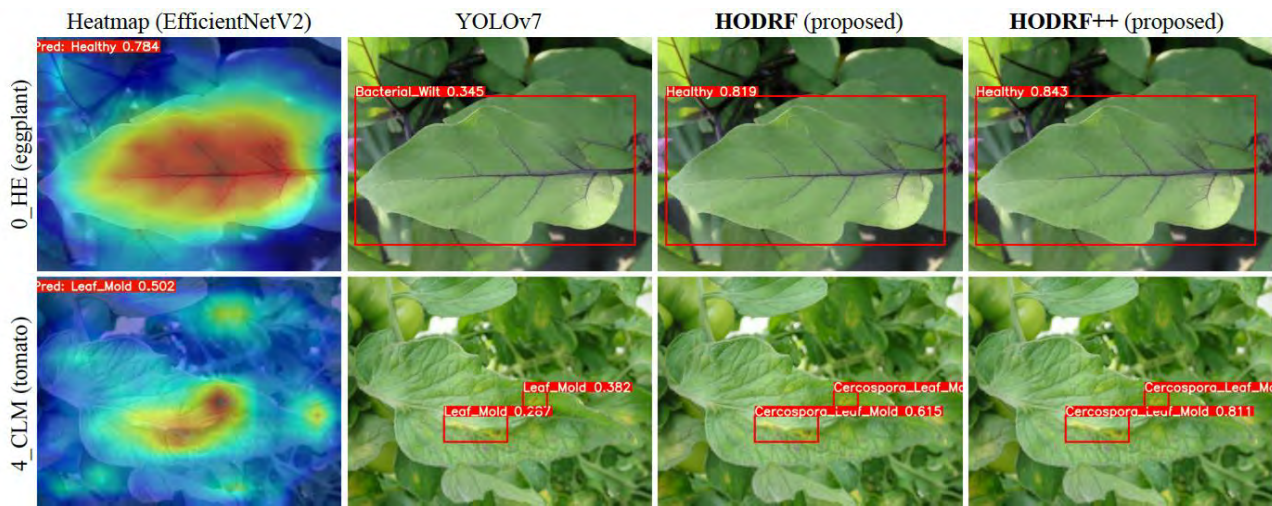 Heatmap (EfficientNetV2)
YOLOv7
HODRF (proposed)
HODRF++ (proposed)
0_HE (eggplant)
Pred: Healthy 0.784
Bacterial_Wilt 0.345
Healthy 0.819
Healthy 0.843
4_CLM (tomato)
Pred: Leaf_Mold 0.502
Leaf_Mold 0.382
Leaf_Mold 0.267
Cercospora_Leaf_Mo
Cercospora_Leaf_Mold 0.615
Cercospora_Leaf_Mo
Cercospora_Leaf_Mold 0.811